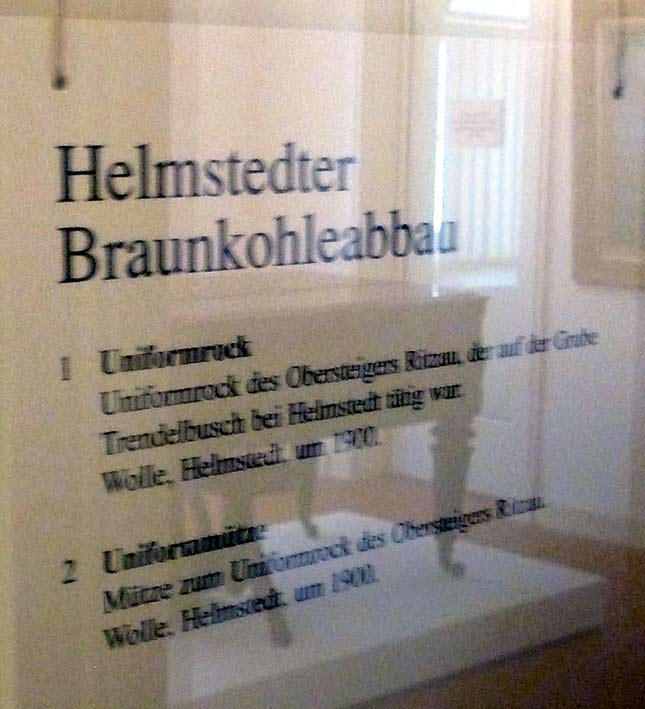 Helmstedter
Braunkohleabbau
1 Uniformrock
Uniformrock des Obersteigers Ritzau, der auf der Grube
Trendelbusch bei Helmstedt tätig war.
Wolle. Helmstedt, um 1900.
2 Uniformmütze
Mütze zum Uniformrock des Obersteigers Ritzau.
Wolle. Helmstedt, um 1900.